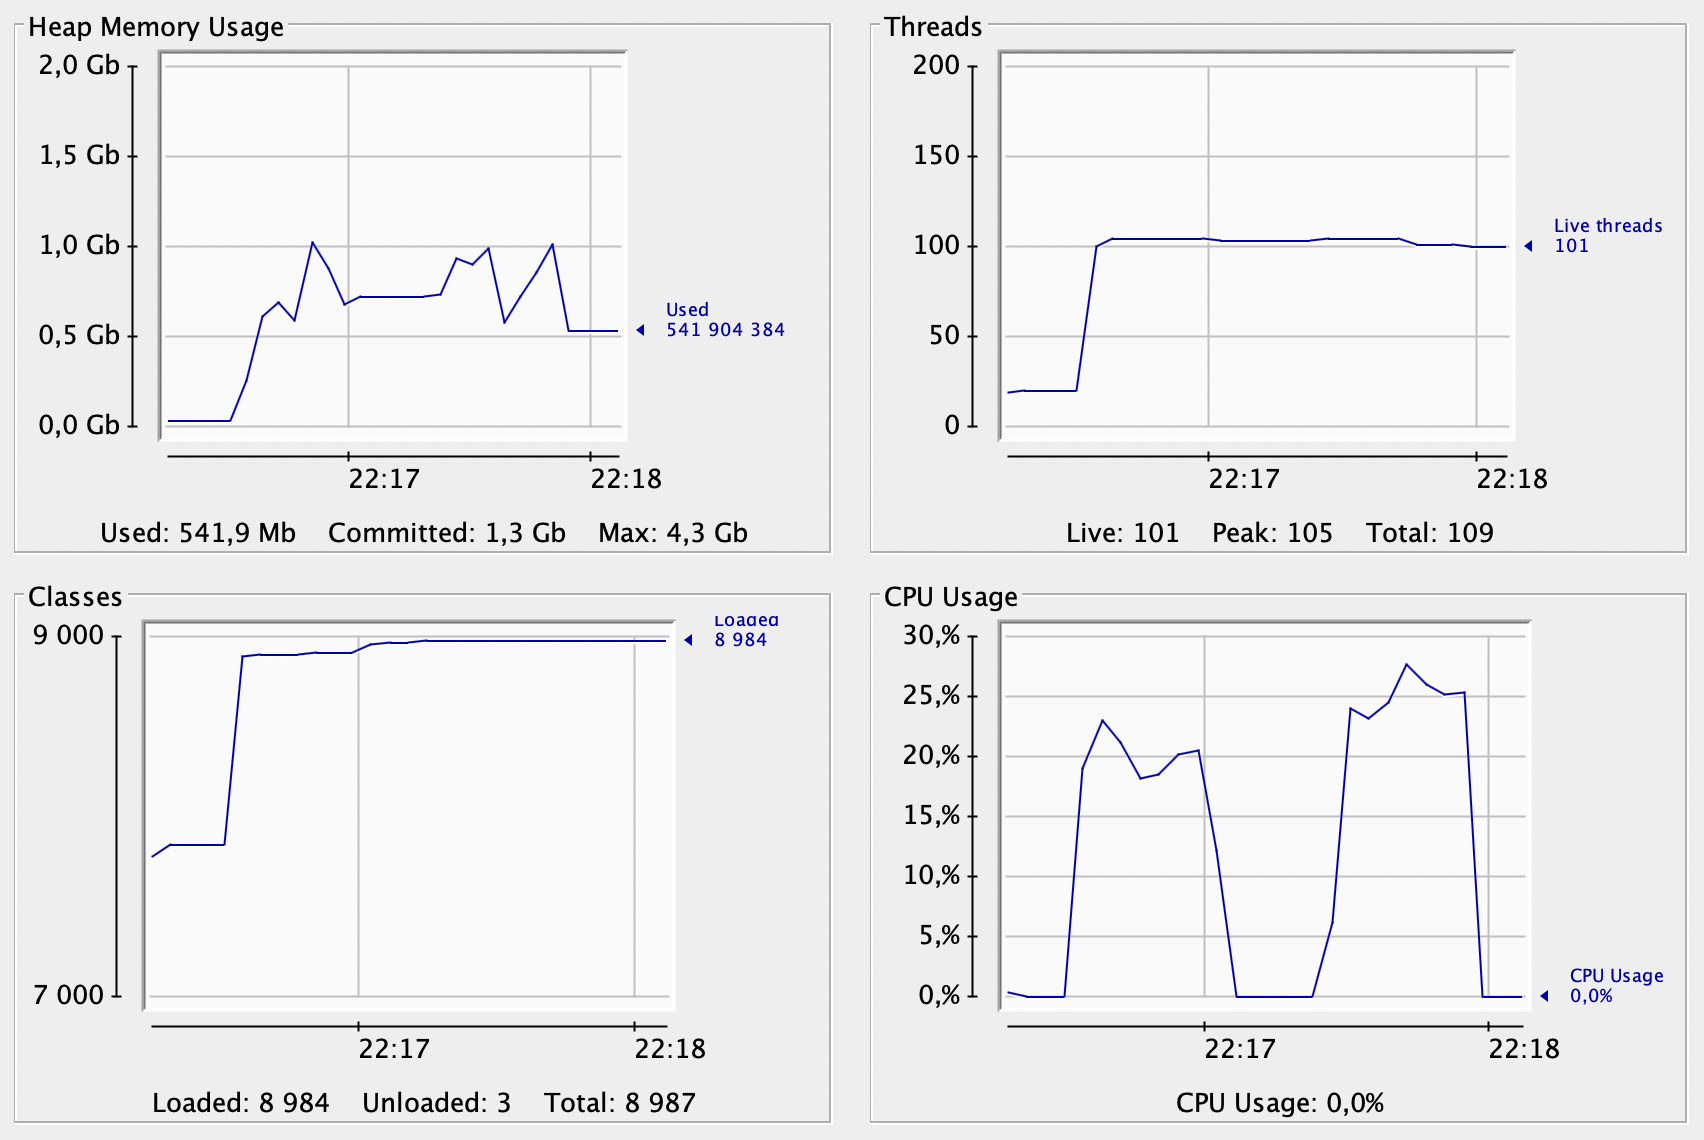 Heap Memory Usage
2,0 Gb
1,5 Gb
1,0 Gb
0,5 Gb
0,0 Gb
22:17
22:18
Used
541 904 384
Used: 541,9 Mb Committed: 1,3 Gb Max: 4,3 Gb
Threads
200
150
100
50
0
22:17
22:18
Live threads
101
Live: 101 Peak: 105 Total: 109
Classes
9 000
7 000
22:17
22:18
Loaded
8 984
Loaded: 8 984 Unloaded: 3 Total: 8 987
CPU Usage
30,%
25,%
20,%
15,%
10,%
5,%
0,%
22:17
22:18
CPU Usage
0,0%
CPU Usage: 0,0%